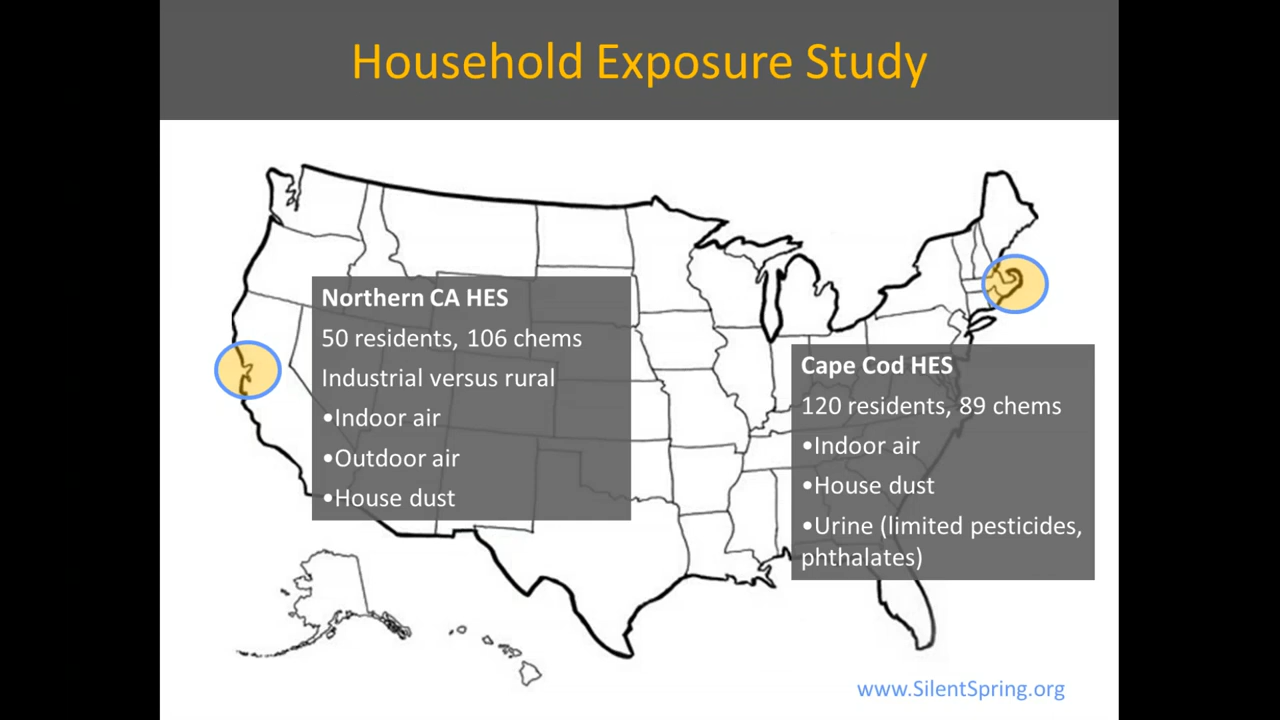 Household Exposure Study
Northern CA HES
50 residents, 106 chems
Industrial versus rural
•Indoor air
•Outdoor air
•House dust
Cape Cod HES
120 residents, 89 chems
•Indoor air
•House dust
•Urine (limited pesticides,
phthalates)
www.SilentSpring.org